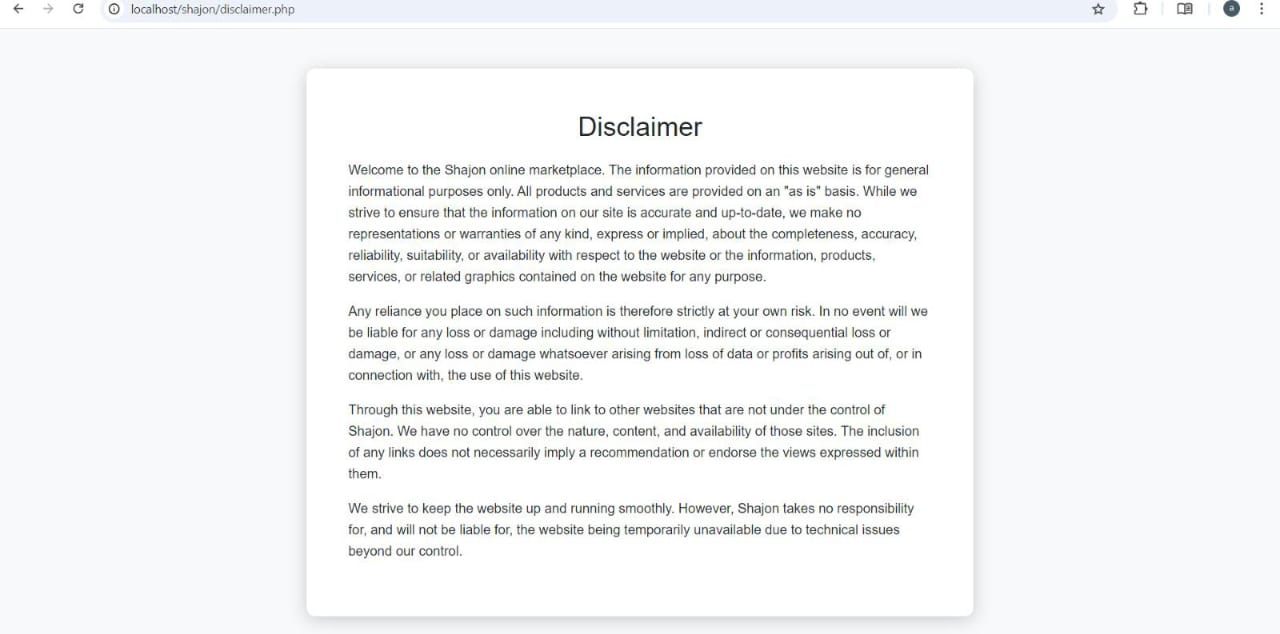 localhost/shajon/disclaimer.php
Disclaimer
Welcome to the Shajon online marketplace. The information provided on this website is for general
informational purposes only. All products and services are provided on an "as is" basis. While we
strive to ensure that the information on our site is accurate and up-to-date, we make no
representations or warranties of any kind, express or implied, about the completeness, accuracy,
reliability, suitability, or availability with respect to the website or the information, products,
services, or related graphics contained on the website for any purpose.
Any reliance you place on such information is therefore strictly at your own risk. In no event will we
be liable for any loss or damage including without limitation, indirect or consequential loss or
damage, or any loss or damage whatsoever arising from loss of data or profits arising out of, or in
connection with, the use of this website.
Through this website, you are able to link to other websites that are not under the control of
Shajon. We have no control over the nature, content, and availability of those sites. The inclusion
of any links does not necessarily imply a recommendation or endorse the views expressed within
them.
We strive to keep the website up and running smoothly. However, Shajon takes no responsibility
for, and will not be liable for, the website being temporarily unavailable due to technical issues
beyond our control.